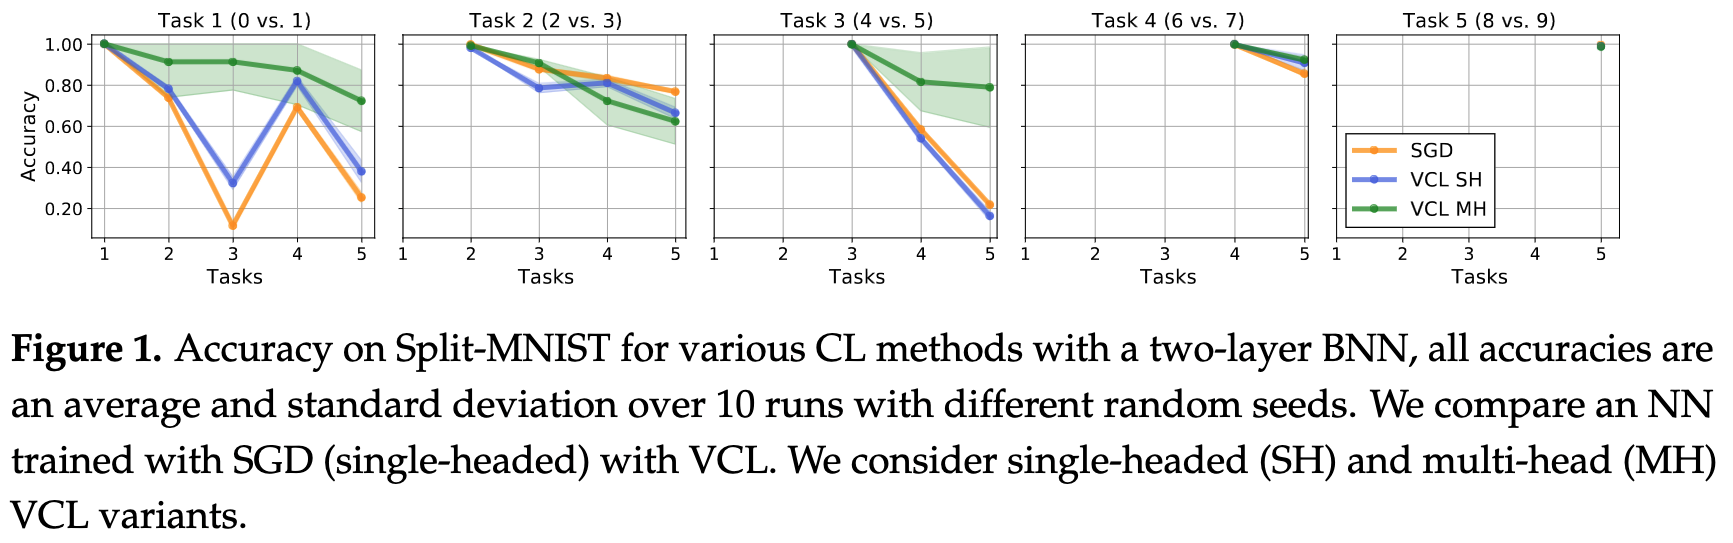 Task 1 (0 vs. 1)
Task 2 (2 vs. 3)
Task 3 (4 vs. 5)
Task 4 (6 vs. 7)
Task 5 (8 vs. 9)
Accuracy
1.00
0.80
0.60
0.40
0.20
1 2 3 4 5
1 2 3 4 5
1 2 3 4 5
1 2 3 4 5
1 2 3 4 5
Tasks
Tasks
Tasks
Tasks
Tasks
SGD
VCL SH
VCL MH
Figure 1. Accuracy on Split-MNIST for various CL methods with a two-layer BNN, all accuracies are
an average and standard deviation over 10 runs with different random seeds. We compare an NN
trained with SGD (single-headed) with VCL. We consider single-headed (SH) and multi-head (MH)
VCL variants.